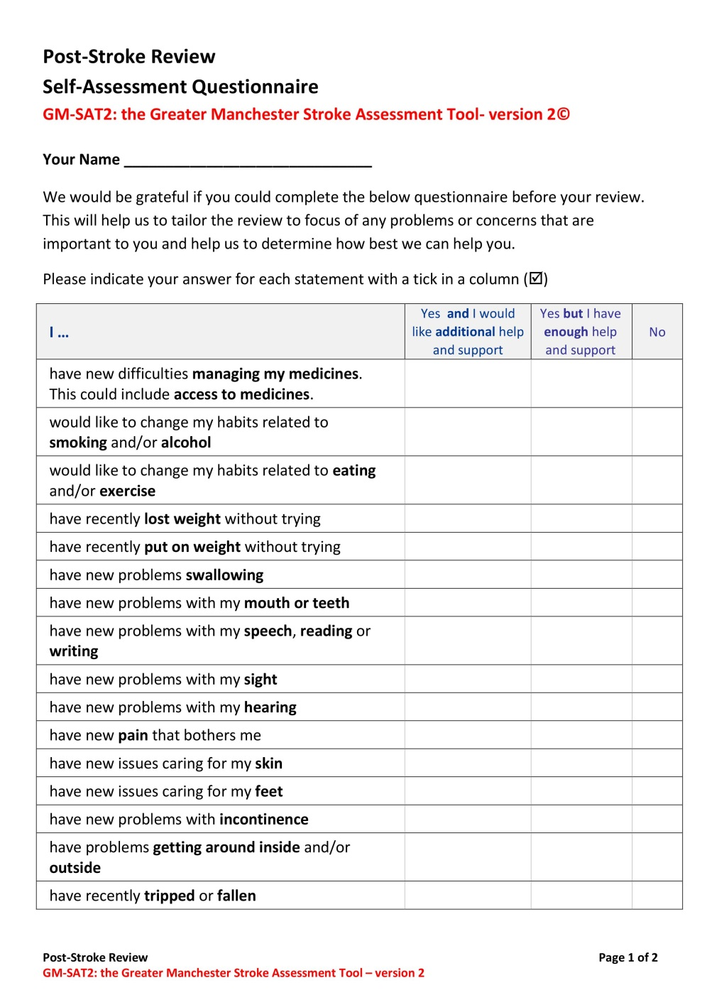 Post-Stroke Review
Self-Assessment Questionnaire
GM-SAT2: the Greater Manchester Stroke Assessment Tool- version 2©
Your Name ______________________________
We would be grateful if you could complete the below questionnaire before your review.
This will help us to tailor the review to focus of any problems or concerns that are
important to you and help us to determine how best we can help you.
Please indicate your answer for each statement with a tick in a column (☑)
I ...
Yes and I would
like additional help
and support
Yes but I have
enough help
and support
No
have new difficulties managing my medicines.
This could include access to medicines.
would like to change my habits related to
smoking and/or alcohol
would like to change my habits related to eating
and/or exercise
have recently lost weight without trying
have recently put on weight without trying
have new problems swallowing
have new problems with my mouth or teeth
have new problems with my speech, reading or
writing
have new problems with my sight
have new problems with my hearing
have new pain that bothers me
have new issues caring for my skin
have new issues caring for my feet
have new problems with incontinence
have problems getting around inside and/or
outside
have recently tripped or fallen
Post-Stroke Review Page 1 of 2
GM-SAT2: the Greater Manchester Stroke Assessment Tool – version 2